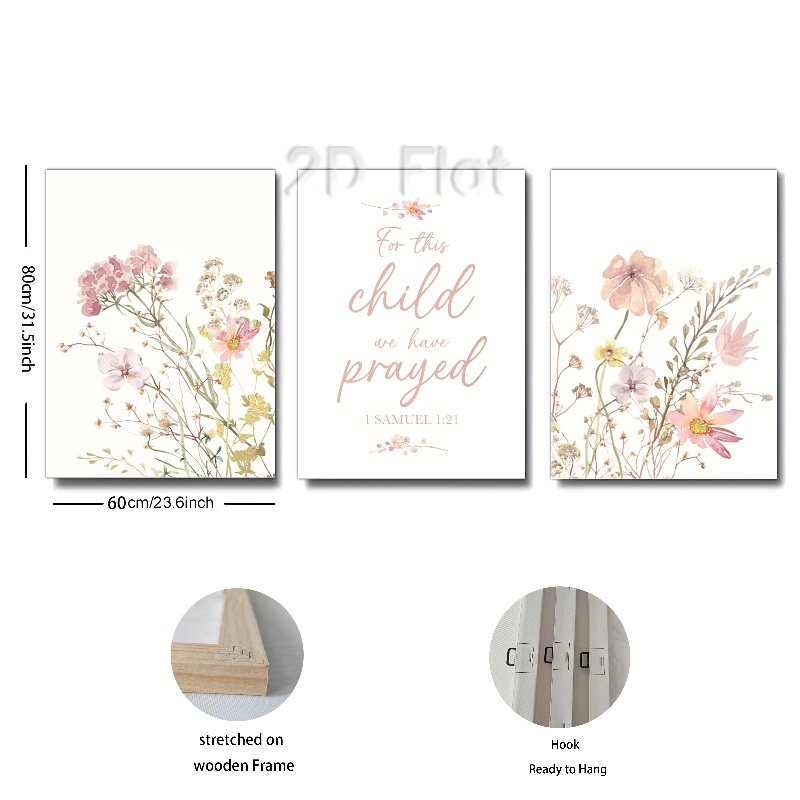 2D Flat
For this
child
we have
prayed
1 SAMUEL 1:21
80cm/31.5inch
60cm/23.6inch
stretched on
wooden Frame
Hook
Ready to Hang